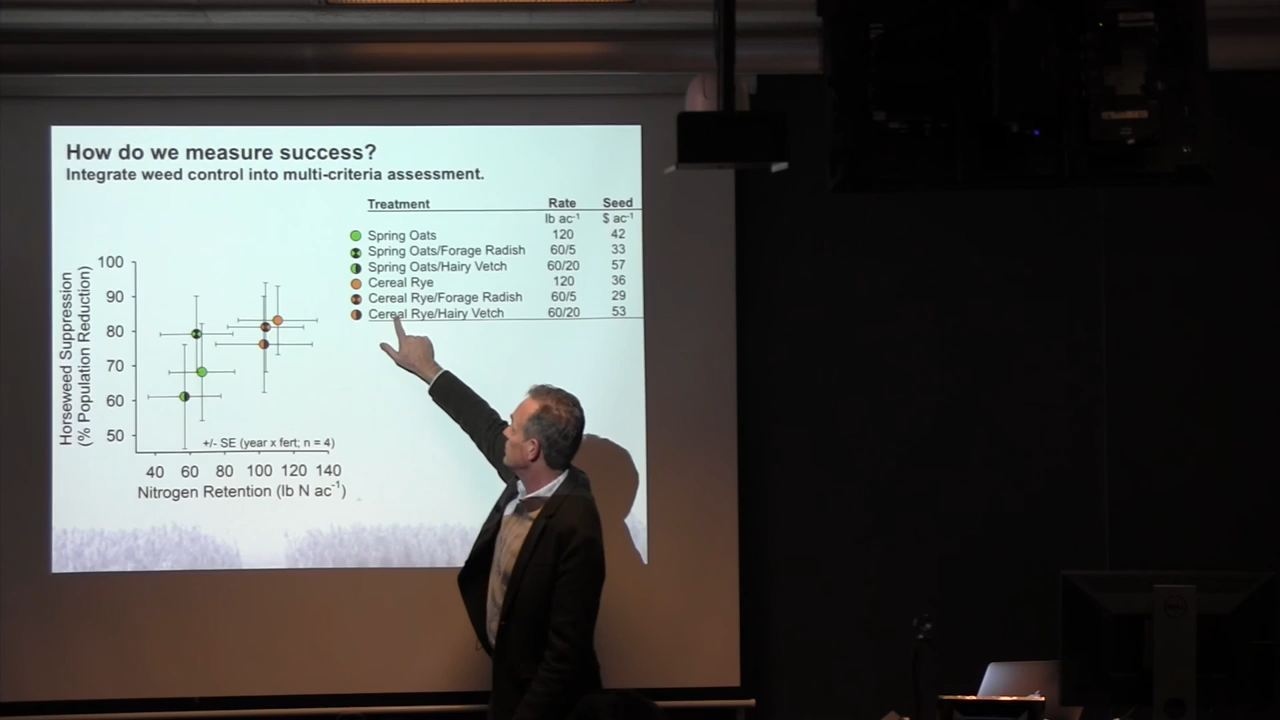 How do we measure success?
Integrate weed control into multi-criteria assessment.
Treatment Rate Seed
lb ac-1 $ ac-1
Spring Oats 120 42
Spring Oats/Forage Radish 60/5 33
Spring Oats/Hairy Vetch 60/20 57
Cereal Rye 120 36
Cereal Rye/Forage Radish 60/5 29
Cereal Rye/Hairy Vetch 60/20 53
Horseweed Suppression
(% Population Reduction)
100
90
80
70
60
50
+/- SE (year x fert; n = 4)
40 60 80 100 120 140
Nitrogen Retention (lb N ac-1)